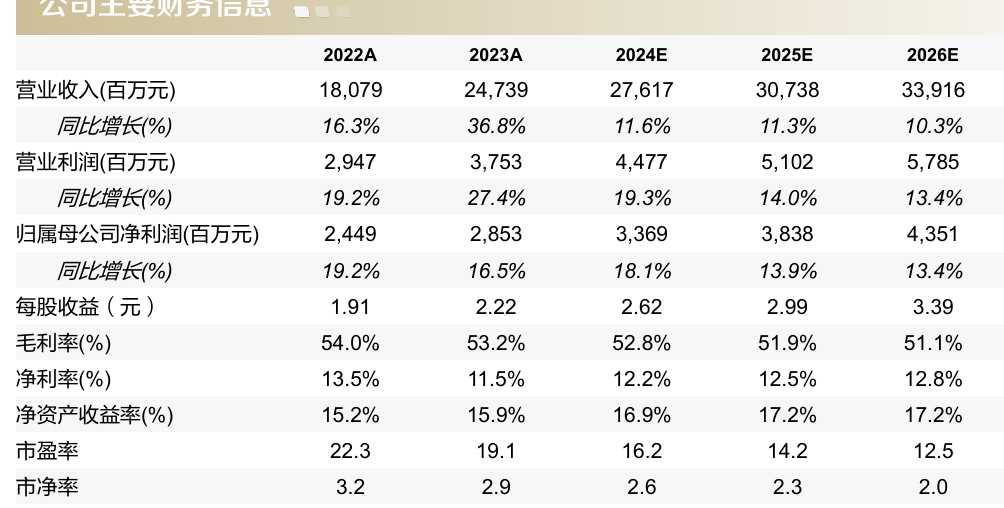 公司主要财务信息
2022A 2023A 2024E 2025E 2026E
营业收入(百万元) 18,079 24,739 27,617 30,738 33,916
同比增长(%) 16.3% 36.8% 11.6% 11.3% 10.3%
营业利润(百万元) 2,947 3,753 4,477 5,102 5,785
同比增长(%) 19.2% 27.4% 19.3% 14.0% 13.4%
归属母公司净利润(百万元) 2,449 2,853 3,369 3,838 4,351
同比增长(%) 19.2% 16.5% 18.1% 13.9% 13.4%
每股收益（元） 1.91 2.22 2.62 2.99 3.39
毛利率(%) 54.0% 53.2% 52.8% 51.9% 51.1%
净利率(%) 13.5% 11.5% 12.2% 12.5% 12.8%
净资产收益率(%) 15.2% 15.9% 16.9% 17.2% 17.2%
市盈率 22.3 19.1 16.2 14.2 12.5
市净率 3.2 2.9 2.6 2.3 2.0